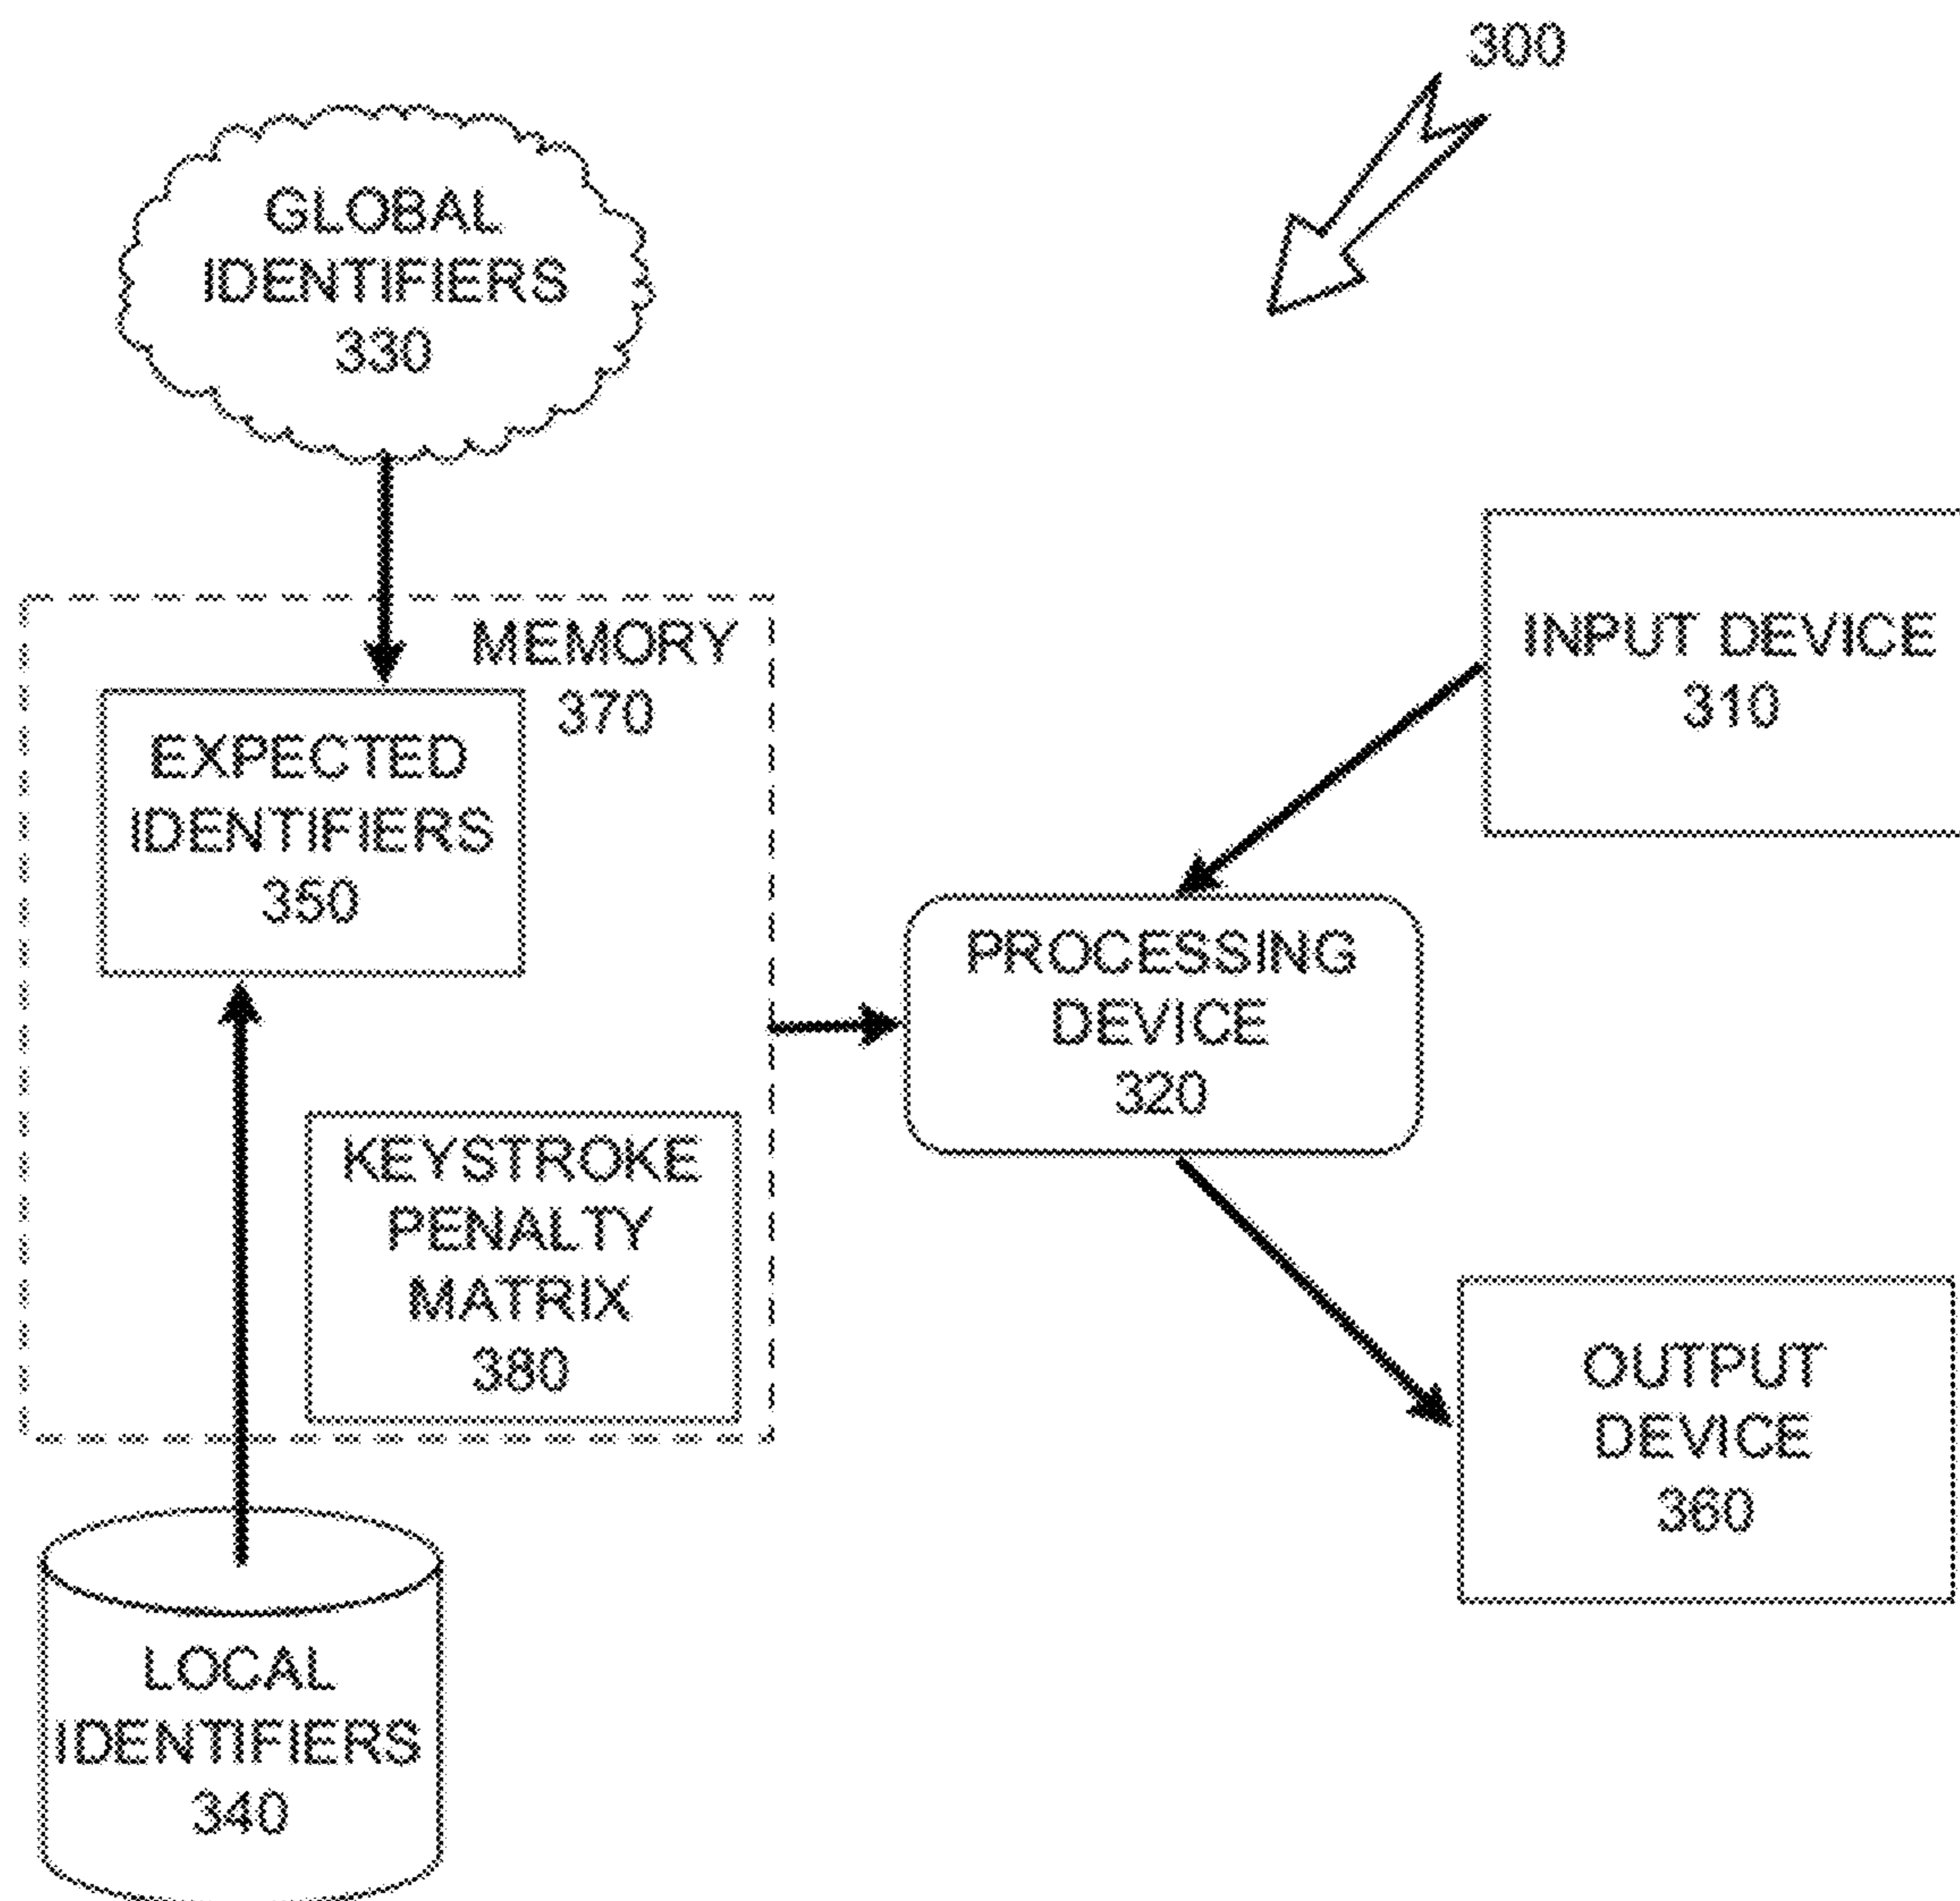 300
GLOBAL
IDENTIFIERS
330
MEMORY
370
EXPECTED
IDENTIFIERS
350
INPUT DEVICE
310
PROCESSING
DEVICE
320
KEYSTROKE
PENALTY
MATRIX
380
OUTPUT
DEVICE
360
LOCAL
IDENTIFIERS
340